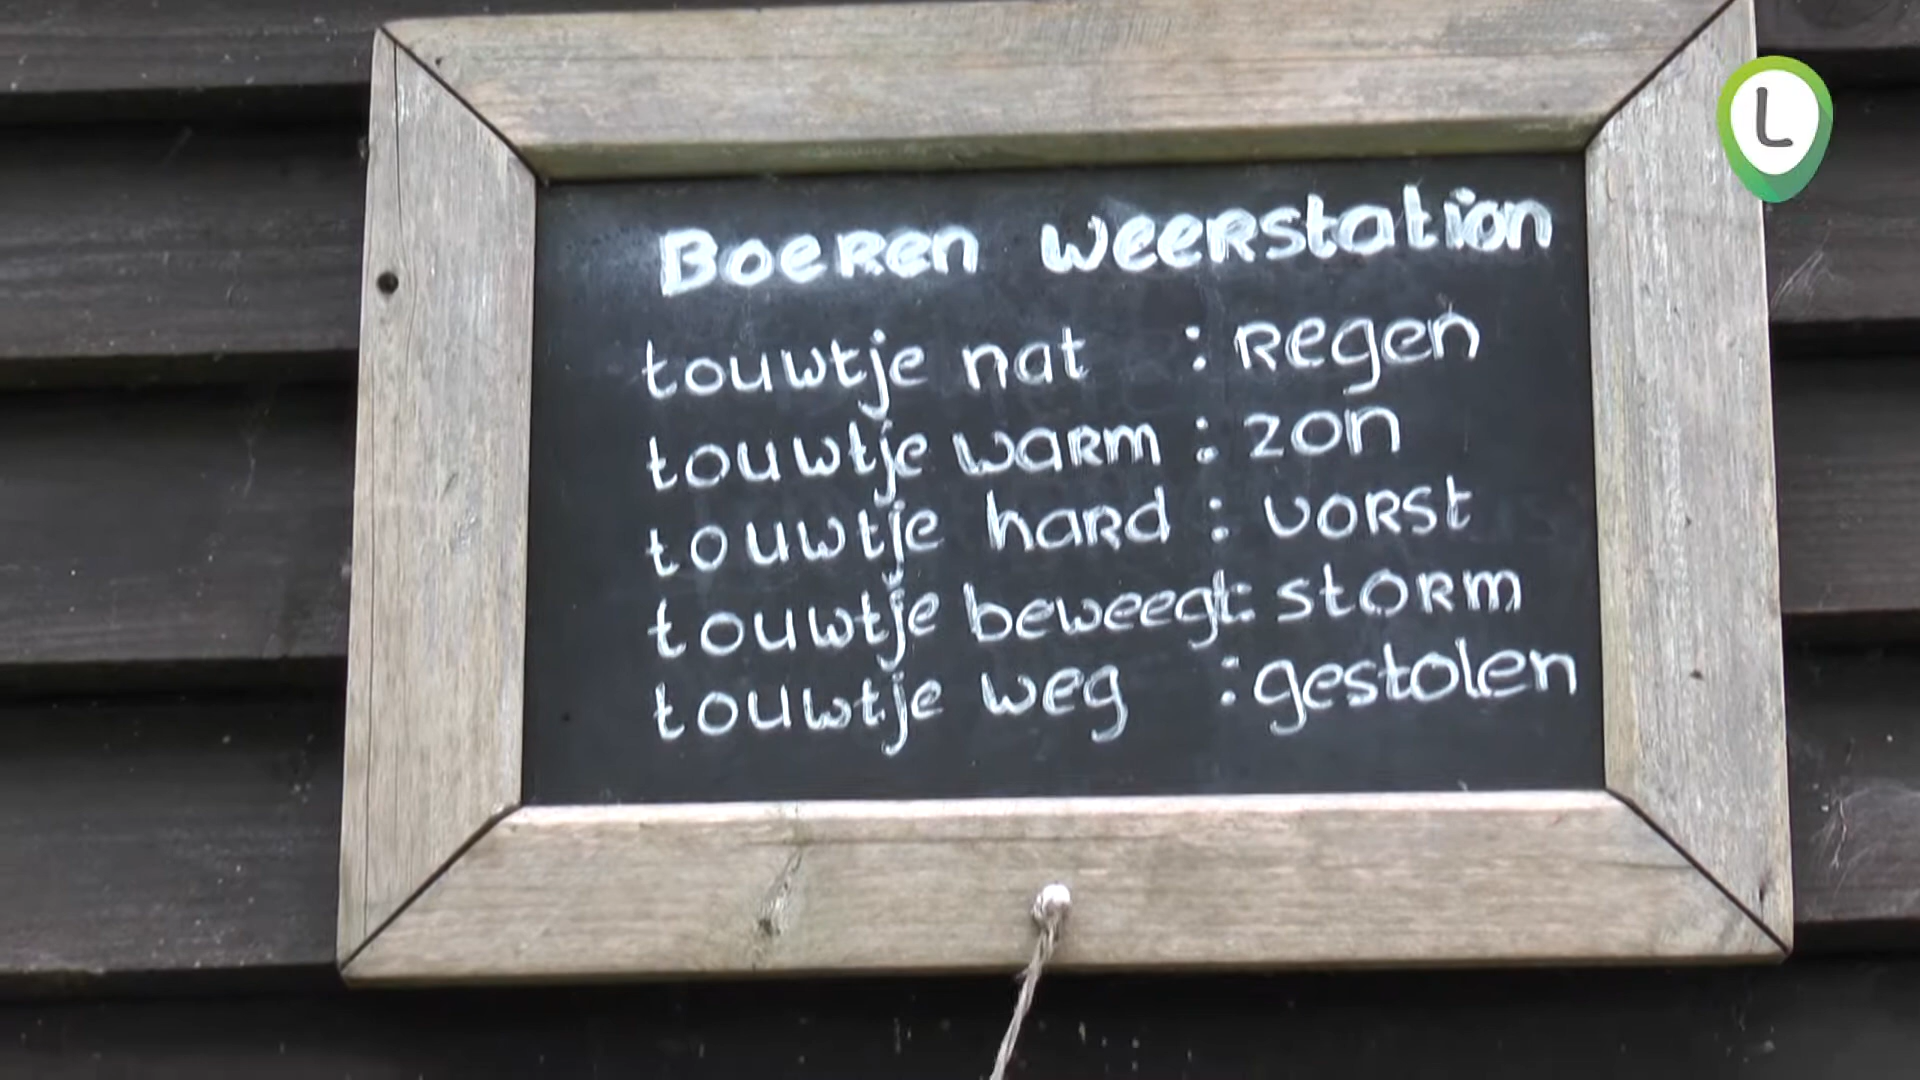 L
Boeren weerstation
touwtje nat : Regen
touwtje warm : zon
touwtje hard : vorst
touwtje beweegt: storm
touwtje weg : gestolen